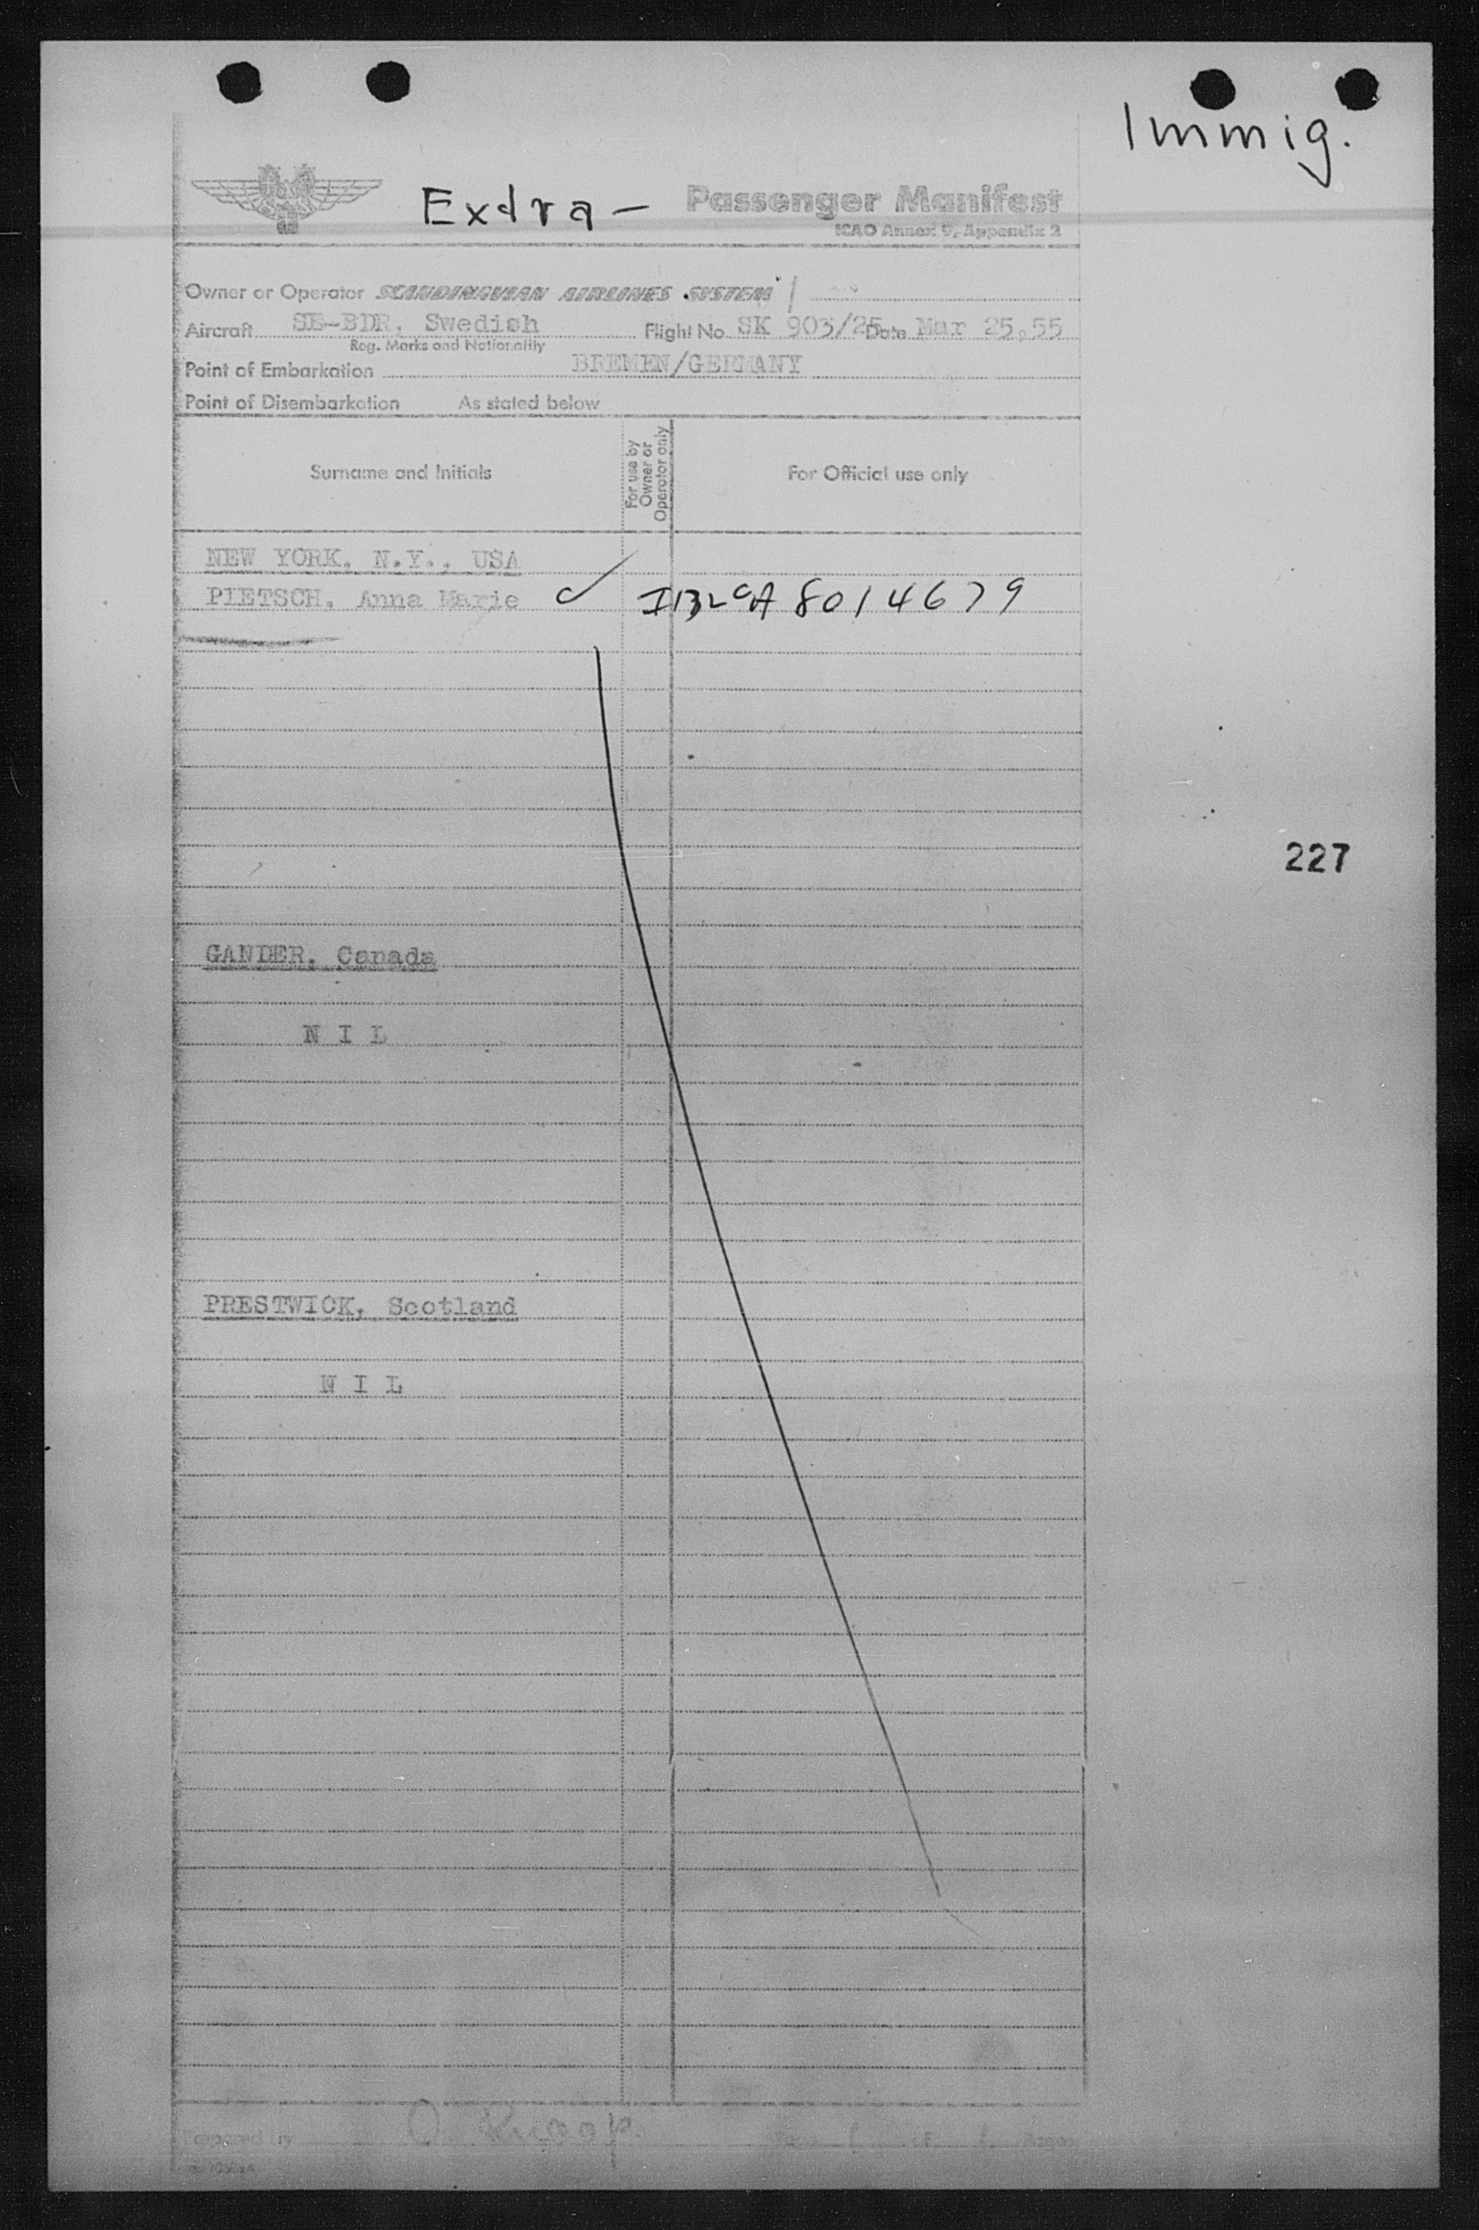 Immig.
Extra - Passenger Manifest
ICAO Annex 9, Appendix 2
Owner or Operator SCANDINAVIAN AIRLINES SYSTEM
Aircraft SE-BDR, Swedish Flight No. SK 903/25 Date Mar 25,55
Reg. Marks and Nationality
Point of Embarkation BREMEN/GERMANY
Point of Disembarkation As stated below
Surname and Initials For use by Owner or Operator only For Official use only
NEW YORK, N.Y., USA
PIETSCH, Anna Marie A 8014679
227
GANDER, Canada
N I L
PRESTWICK, Scotland
N I L
Prepared by O. Knoop